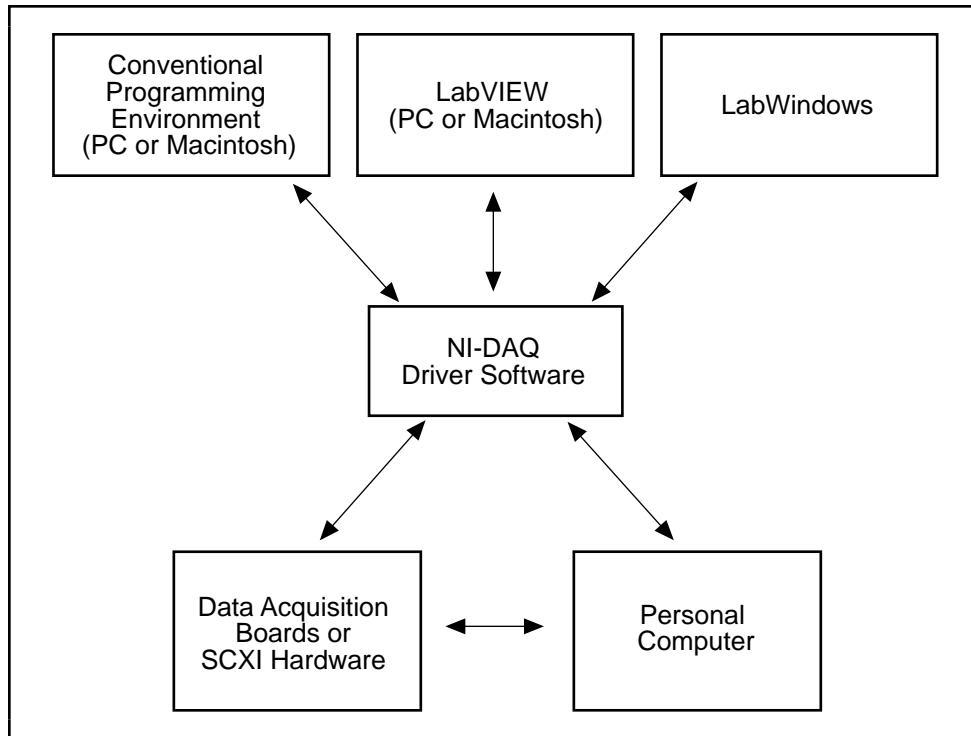 Conventional
Programming
Environment
(PC or Macintosh)
LabVIEW
(PC or Macintosh)
LabWindows
NI-DAQ
Driver Software
Data Acquisition
Boards or
SCXI Hardware
Personal
Computer